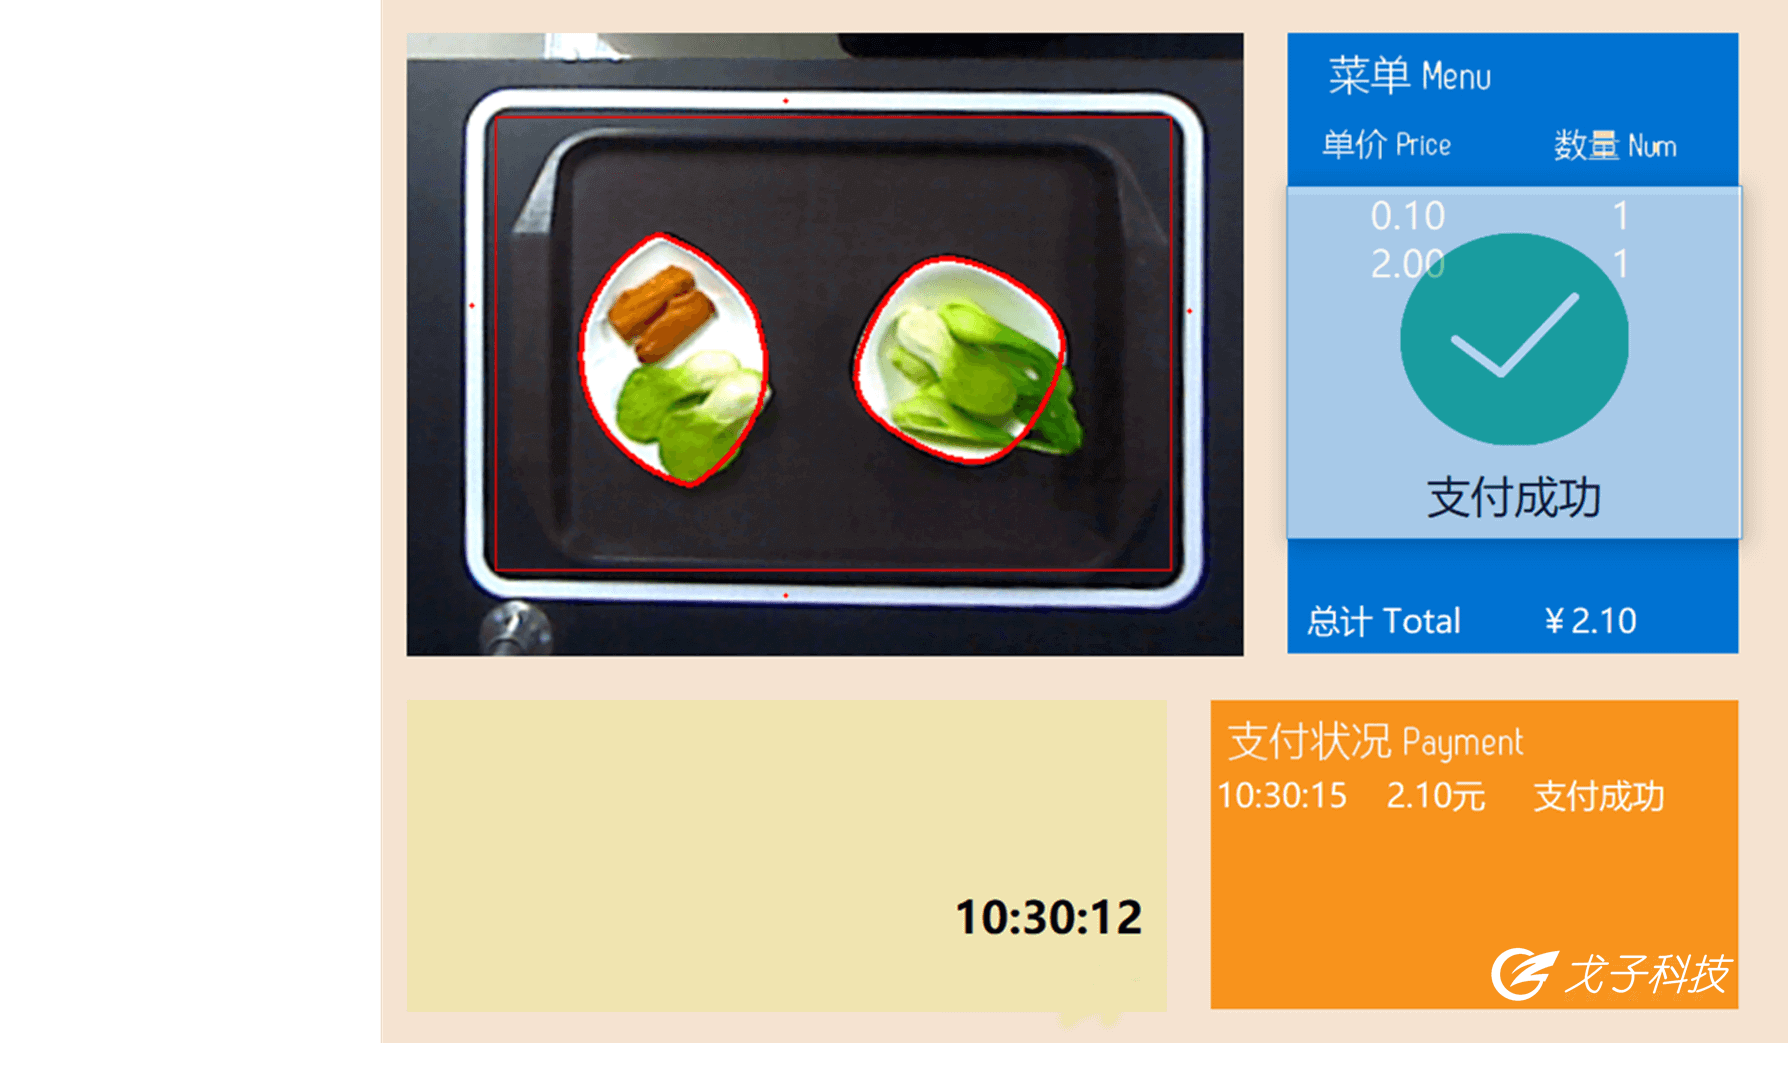 菜单 Menu
单价 Price 数量 Num
0.10 1
2.00 1
支付成功
总计 Total ¥2.10
10:30:12
支付状况 Payment
10:30:15 2.10元 支付成功
戈子科技